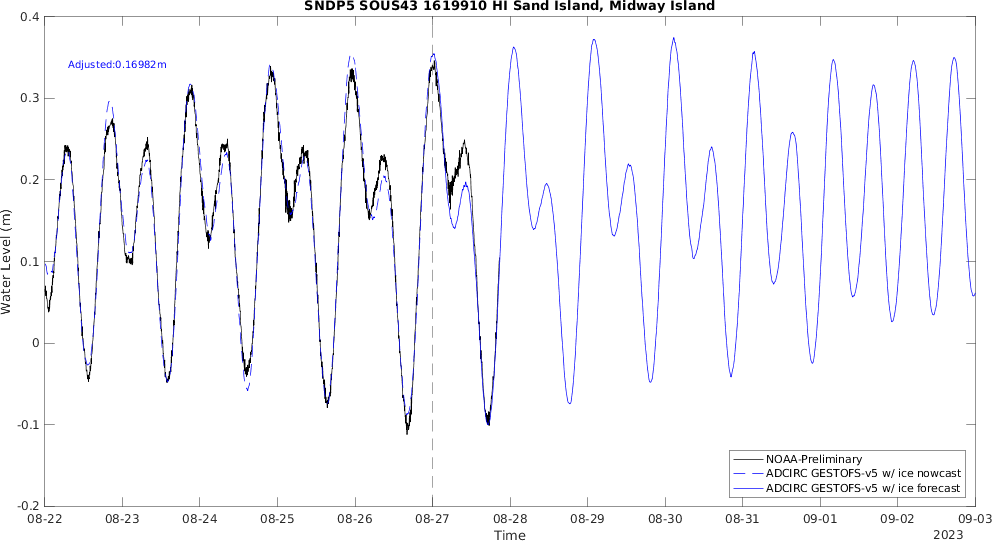 SNDP5 SOUS43 1619910 HI Sand Island, Midway Island
Adjusted:0.16982m
Water Level (m)
0.4
0.3
0.2
0.1
0
-0.1
-0.2
NOAA-Preliminary
ADCIRC GESTOFS-v5 w/ ice nowcast
ADCIRC GESTOFS-v5 w/ ice forecast
08-22 08-23 08-24 08-25 08-26 08-27 08-28 08-29 08-30 08-31 09-01 09-02 09-03
Time
2023